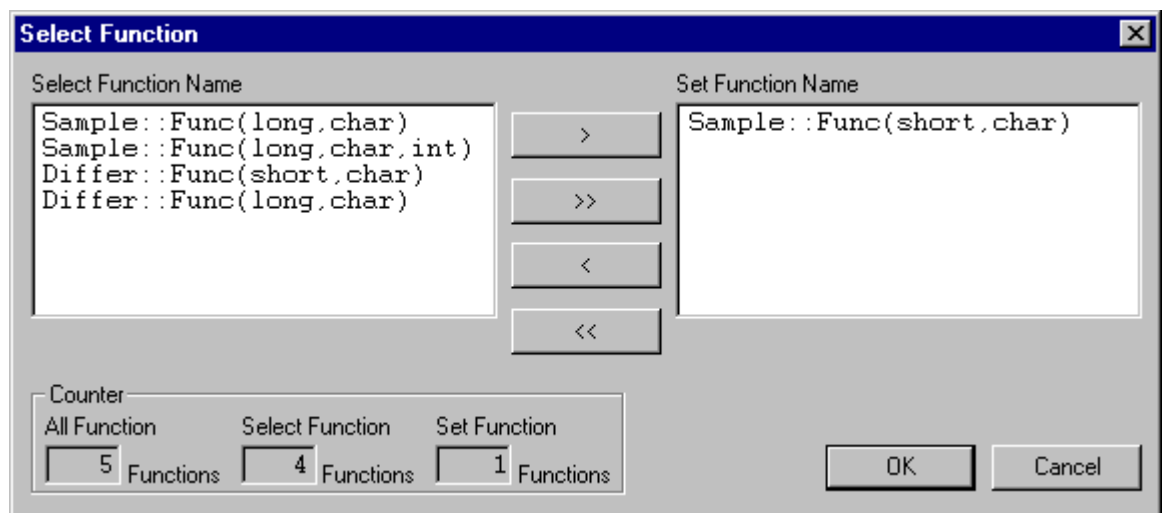 Select Function
Select Function Name
Set Function Name
Sample::Func(long,char)
Sample::Func(long,char,int)
Differ::Func(short,char)
Differ::Func(long,char)
>
>>
<
<<
Sample::Func(short,char)
Counter
All Function
Select Function
Set Function
5 Functions
4 Functions
1 Functions
OK
Cancel